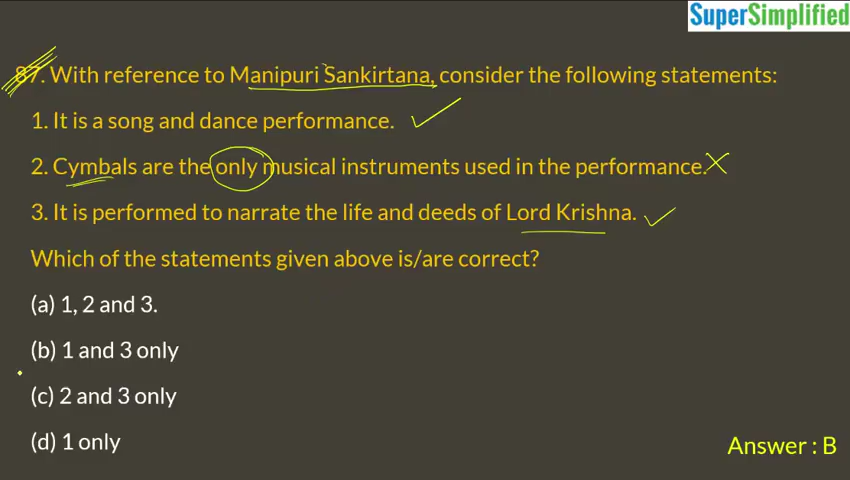 SuperSimplified
87. With reference to Manipuri Sankirtana, consider the following statements:
1. It is a song and dance performance.
2. Cymbals are the only musical instruments used in the performance.
3. It is performed to narrate the life and deeds of Lord Krishna.
Which of the statements given above is/are correct?
(a) 1, 2 and 3.
(b) 1 and 3 only
(c) 2 and 3 only
(d) 1 only
Answer : B